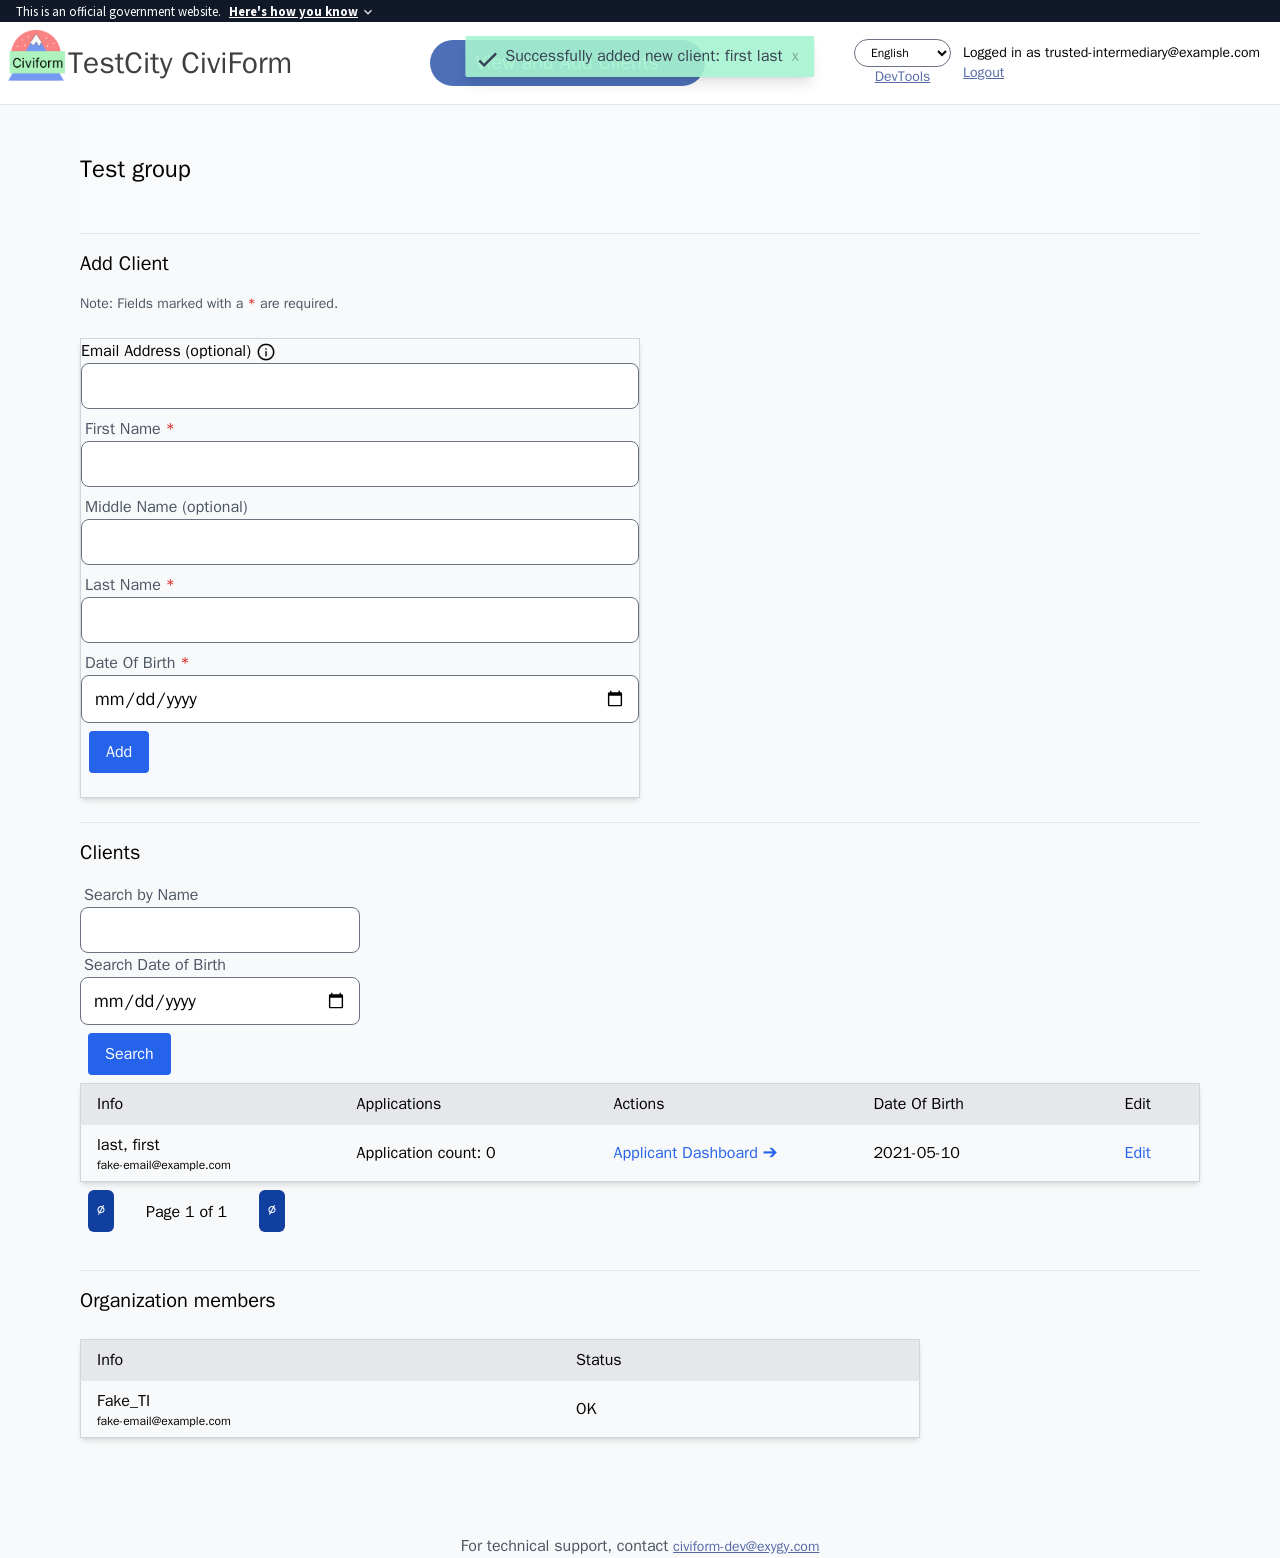 This is an official government website. Here's how you know
Civiform
TestCity CiviForm
Successfully added new client: first last x
English
DevTools
Logged in as trusted-intermediary@example.com
Logout
Test group
Add Client
Note: Fields marked with a * are required.
Email Address (optional)
First Name *
Middle Name (optional)
Last Name *
Date Of Birth *
mm/dd/yyyy
Add
Clients
Search by Name
Search Date of Birth
mm/dd/yyyy
Search
Info Applications Actions Date Of Birth Edit
last, first
fake-email@example.com
Application count: 0 Applicant Dashboard ➔ 2021-05-10 Edit
∅ Page 1 of 1 ∅
Organization members
Info Status
Fake_TI
fake-email@example.com
OK
For technical support, contact civiform-dev@exygy.com